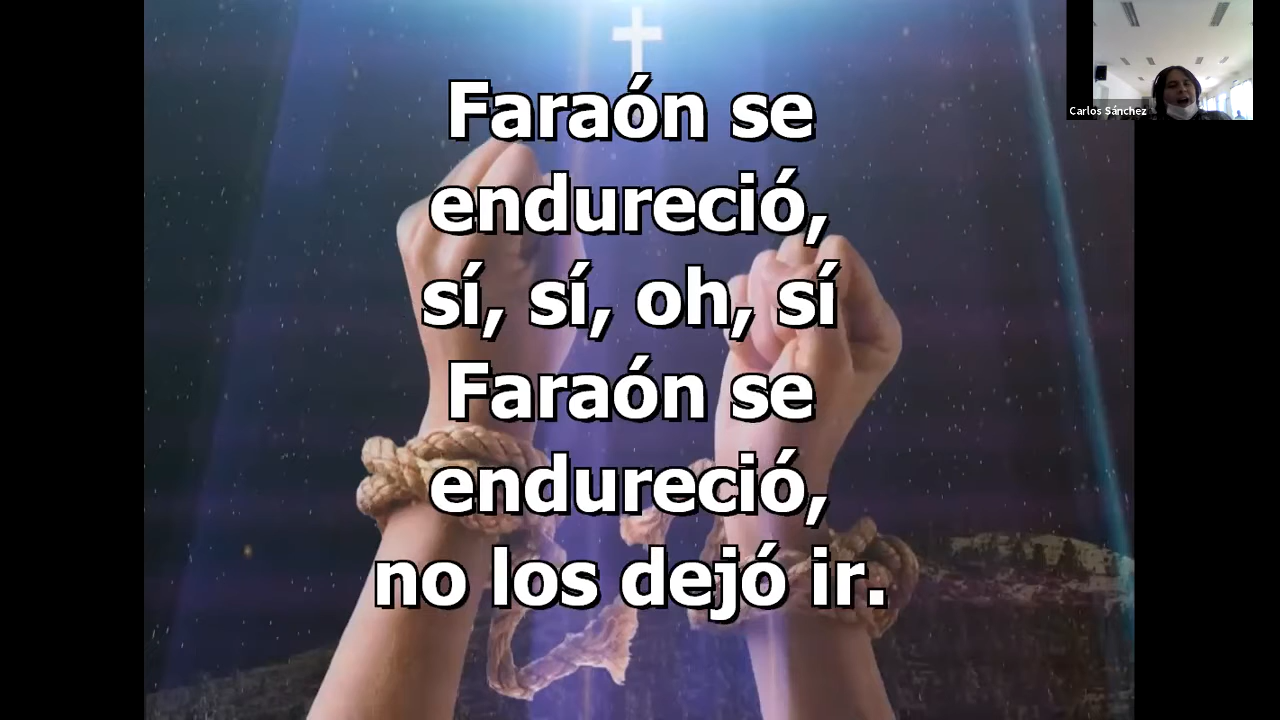 Faraón se
endureció,
sí, sí, oh, sí
Faraón se
endureció,
no los dejó ir.
Carlos Sánchez